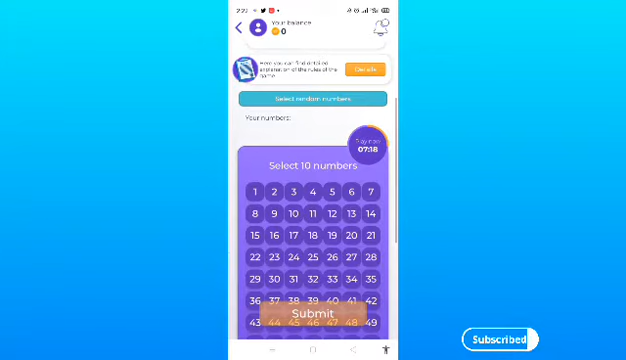 Your balance
0
Here you can find detailed
explanation of the rules of the
game
Details
Select random numbers
Your numbers:
Play now
07:18
Select 10 numbers
1 2 3 4 5 6 7
8 9 10 11 12 13 14
15 16 17 18 19 20 21
22 23 24 25 26 27 28
29 30 31 32 33 34 35
36 37 38 39 40 41 42
Submit
43 44 45 46 47 48 49
Subscribed